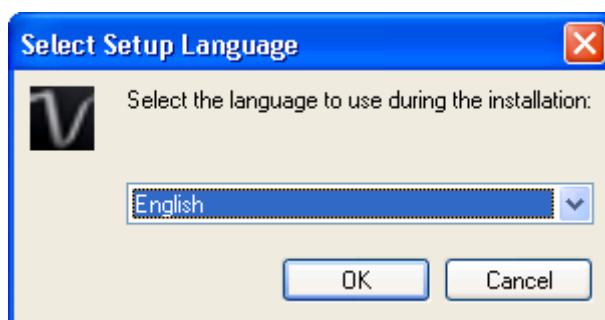 Select Setup Language
Select the language to use during the installation:
English
OK
Cancel